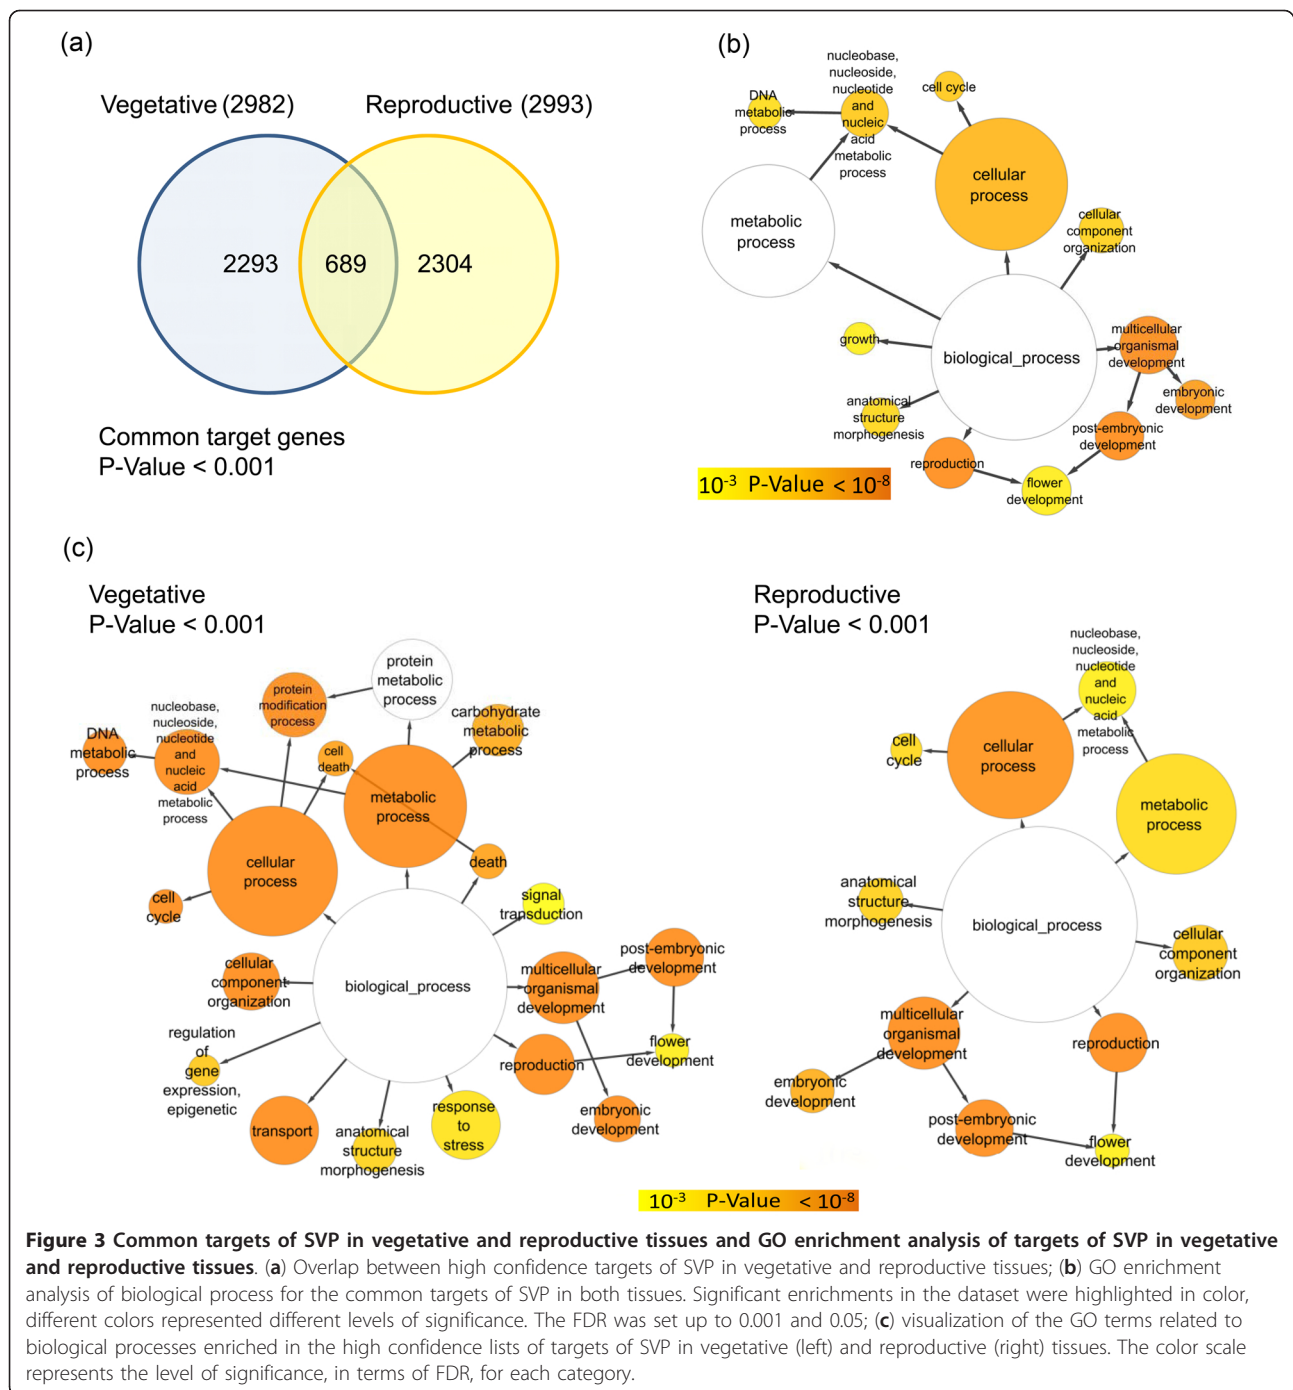 (a)
Vegetative (2982)
Reproductive (2993)
2293
689
2304
Common target genes
P-Value < 0.001
(b)
nucleobase,
nucleoside,
nucleotide
and
nucleic
acid
metabolic
process
DNA
metabolic
process
cell cycle
cellular
process
metabolic
process
cellular
component
organization
growth
biological_process
multicellular
organismal
development
embryonic
development
anatomical
structure
morphogenesis
post-embryonic
development
reproduction
flower
development
10-3 P-Value < 10-8
(c)
Vegetative
P-Value < 0.001
protein
metabolic
process
protein
modification
process
carbohydrate
metabolic
process
nucleobase,
nucleoside,
nucleotide
and
nucleic
acid
metabolic
process
DNA
metabolic
process
cell
death
metabolic
process
cellular
process
death
cell
cycle
signal
transduction
cellular
component
organization
biological_process
multicellular
organismal
development
post-embryonic
development
regulation
of
gene
expression,
epigenetic
reproduction
flower
development
transport
anatomical
structure
morphogenesis
response
to
stress
embryonic
development
Reproductive
P-Value < 0.001
nucleobase,
nucleoside,
nucleotide
and
nucleic
acid
metabolic
process
cell
cycle
cellular
process
metabolic
process
anatomical
structure
morphogenesis
biological_process
cellular
component
organization
multicellular
organismal
development
reproduction
embryonic
development
post-embryonic
development
flower
development
10-3 P-Value < 10-8
Figure 3 Common targets of SVP in vegetative and reproductive tissues and GO enrichment analysis of targets of SVP in vegetative
and reproductive tissues. (a) Overlap between high confidence targets of SVP in vegetative and reproductive tissues; (b) GO enrichment
analysis of biological process for the common targets of SVP in both tissues. Significant enrichments in the dataset were highlighted in color,
different colors represented different levels of significance. The FDR was set up to 0.001 and 0.05; (c) visualization of the GO terms related to
biological processes enriched in the high confidence lists of targets of SVP in vegetative (left) and reproductive (right) tissues. The color scale
represents the level of significance, in terms of FDR, for each category.